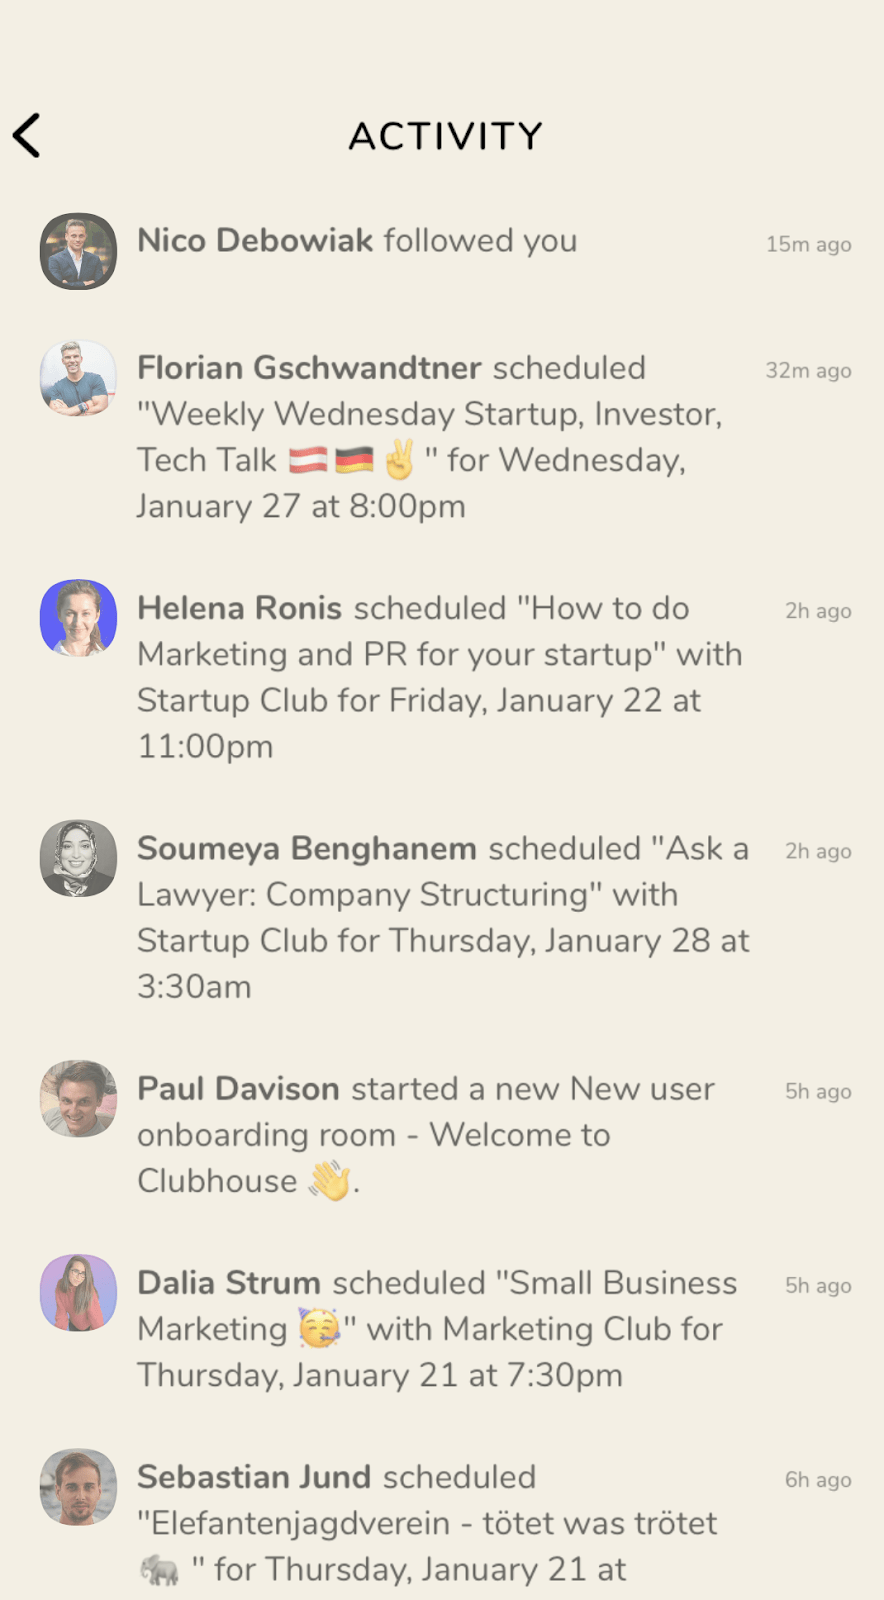 ACTIVITY
Nico Debowiak followed you
15m ago
Florian Gschwandtner scheduled
32m ago
"Weekly Wednesday Startup, Investor,
Tech Talk 🇦🇹🇩🇪✌️ " for Wednesday,
January 27 at 8:00pm
Helena Ronis scheduled "How to do
2h ago
Marketing and PR for your startup" with
Startup Club for Friday, January 22 at
11:00pm
Soumeya Benghanem scheduled "Ask a
2h ago
Lawyer: Company Structuring" with
Startup Club for Thursday, January 28 at
3:30am
Paul Davison started a new New user
5h ago
onboarding room - Welcome to
Clubhouse 👋.
Dalia Strum scheduled "Small Business
5h ago
Marketing 🥳" with Marketing Club for
Thursday, January 21 at 7:30pm
Sebastian Jund scheduled
6h ago
"Elefantenjagdverein - tötet was trötet
🐘 " for Thursday, January 21 at